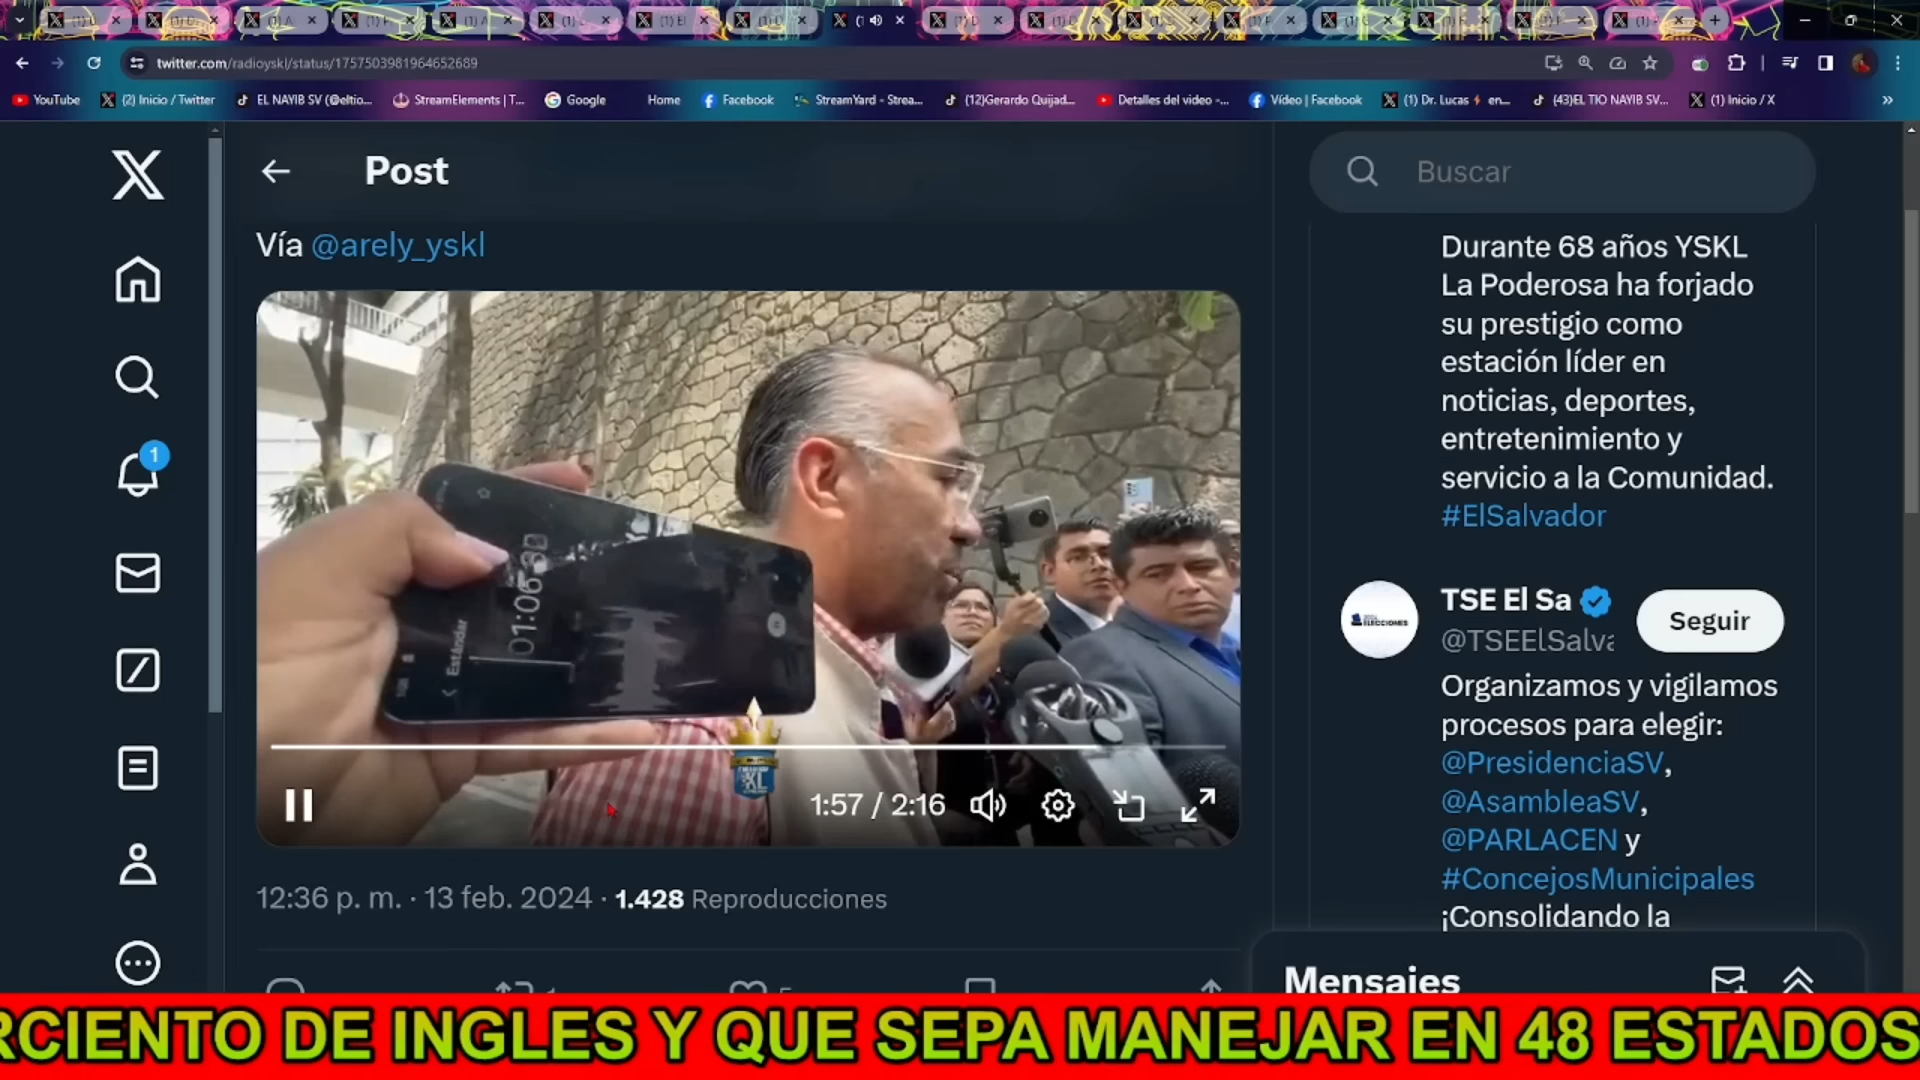 twitter.com/radioyskl/status/1757503981964652689
YouTube
(2) Inicio / Twitter
EL NAYIB SV (@eltio...
StreamElements | T...
Google
Home
Facebook
StreamYard - Strea...
(12)Gerardo Quijad...
Detalles del video -...
Vídeo | Facebook
(1) Dr. Lucas⚡ en...
(43)EL TIO NAYIB SV...
(1) Inicio / X
Post
Vía @arely_yskl
01:06
Estándar
1:57 / 2:16
12:36 p. m. · 13 feb. 2024 · 1.428 Reproducciones
1
Buscar
Durante 68 años YSKL
La Poderosa ha forjado
su prestigio como
estación líder en
noticias, deportes,
entretenimiento y
servicio a la Comunidad.
#ElSalvador
TSE El Sa
@TSEElSalva
Seguir
Organizamos y vigilamos
procesos para elegir:
@PresidenciaSV,
@AsambleaSV,
@PARLACEN y
#ConcejosMunicipales
¡Consolidando la
Mensajes
RCIENTO DE INGLES Y QUE SEPA MANEJAR EN 48 ESTADOS